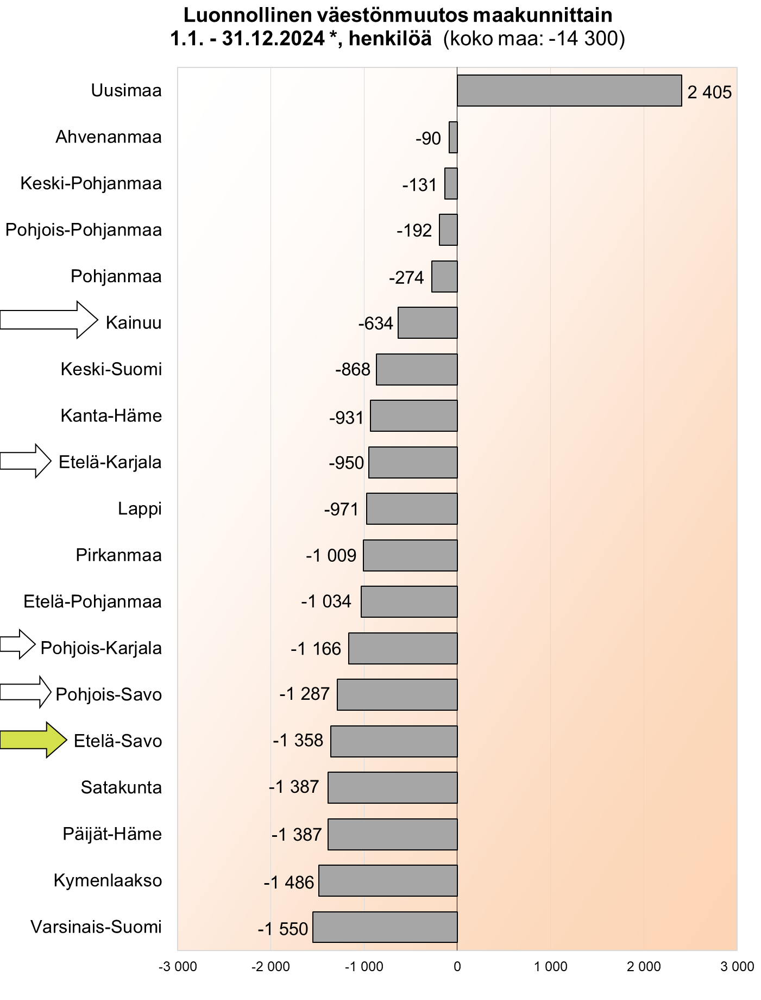 Luonnollinen väestönmuutos maakunnittain
1.1. - 31.12.2024 *, henkilöä (koko maa: -14 300)
Uusimaa 2 405
Ahvenanmaa -90
Keski-Pohjanmaa -131
Pohjois-Pohjanmaa -192
Pohjanmaa -274
Kainuu -634
Keski-Suomi -868
Kanta-Häme -931
Etelä-Karjala -950
Lappi -971
Pirkanmaa -1 009
Etelä-Pohjanmaa -1 034
Pohjois-Karjala -1 166
Pohjois-Savo -1 287
Etelä-Savo -1 358
Satakunta -1 387
Päijät-Häme -1 387
Kymenlaakso -1 486
Varsinais-Suomi -1 550
-3 000 -2 000 -1 000 0 1 000 2 000 3 000